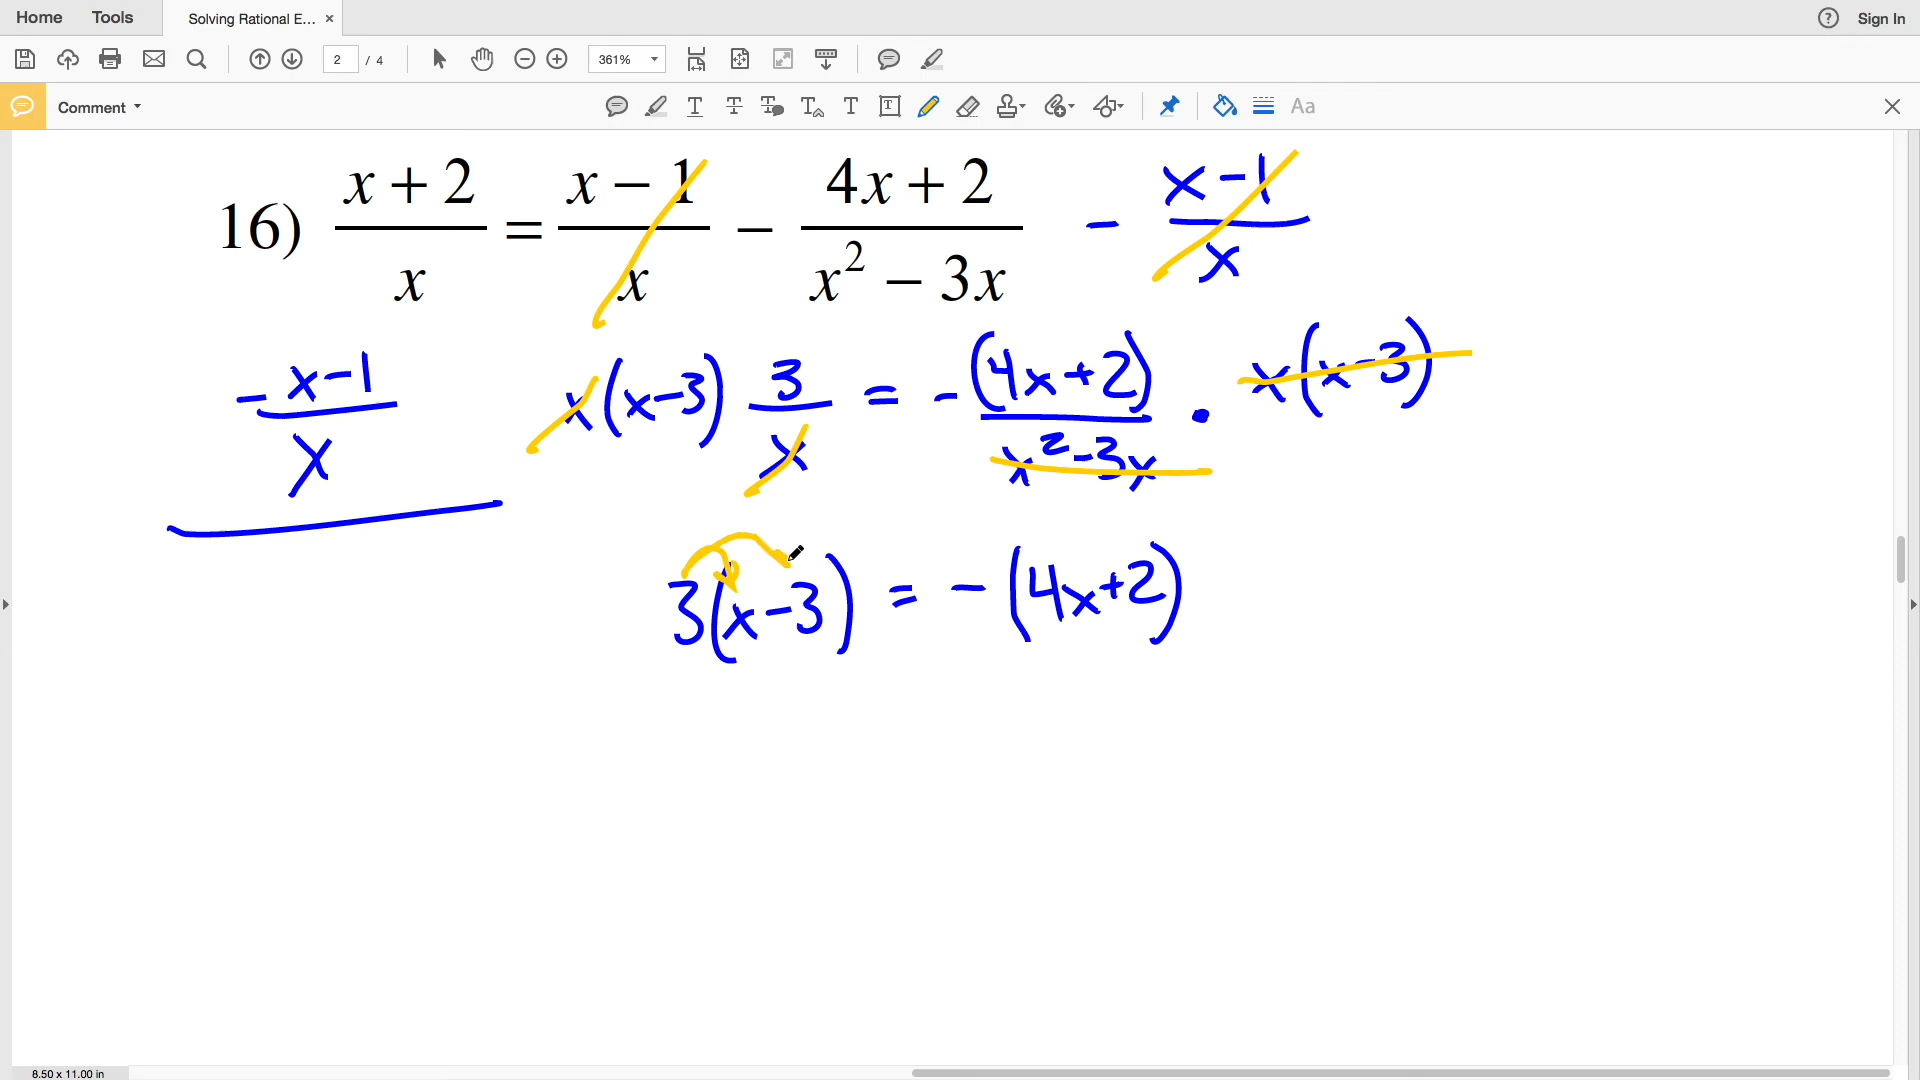 Home Tools Solving Rational E... × ? Sign In
2 / 4 361%
Comment T T T T T T Aa
16) x + 2 / x = x − 1 / x − 4x + 2 / x² − 3x - x-1 / x
- x-1 / x
x(x-3) 3 / x = - (4x+2) / x²-3x · x(x-3)
3(x-3) = -(4x+2)
8.50 x 11.00 in